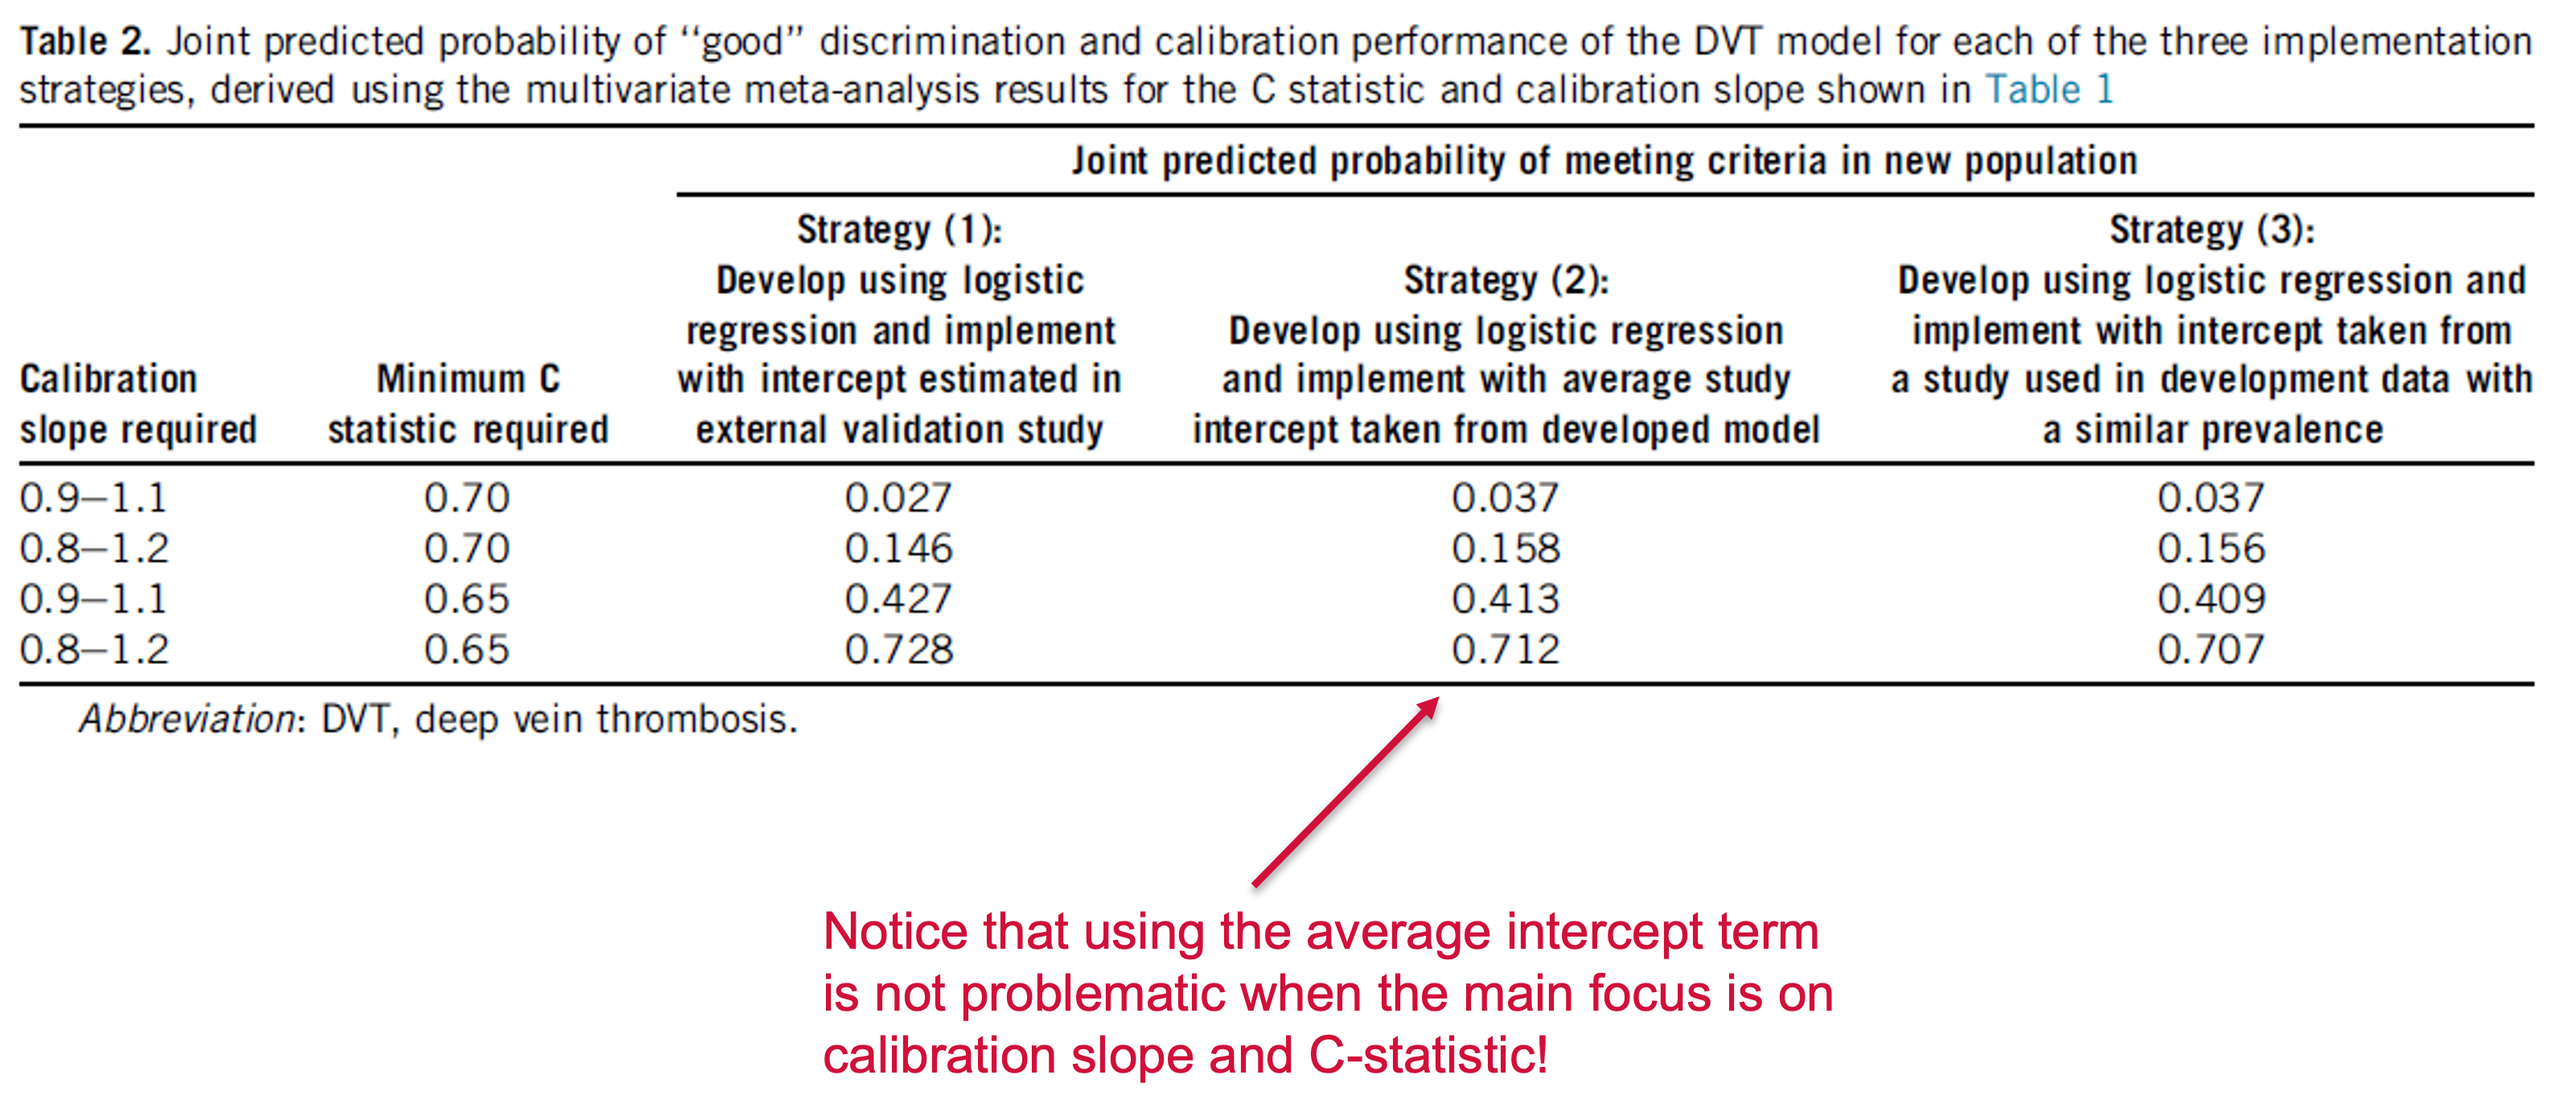 Table 2. Joint predicted probability of ‘‘good’’ discrimination and calibration performance of the DVT model for each of the three implementation
strategies, derived using the multivariate meta-analysis results for the C statistic and calibration slope shown in Table 1
Joint predicted probability of meeting criteria in new population
Calibration
slope required
Minimum C
statistic required
Strategy (1):
Develop using logistic
regression and implement
with intercept estimated in
external validation study
Strategy (2):
Develop using logistic regression
and implement with average study
intercept taken from developed model
Strategy (3):
Develop using logistic regression and
implement with intercept taken from
a study used in development data with
a similar prevalence
0.9–1.1 0.70 0.027 0.037 0.037
0.8–1.2 0.70 0.146 0.158 0.156
0.9–1.1 0.65 0.427 0.413 0.409
0.8–1.2 0.65 0.728 0.712 0.707
Abbreviation: DVT, deep vein thrombosis.
Notice that using the average intercept term
is not problematic when the main focus is on
calibration slope and C-statistic!